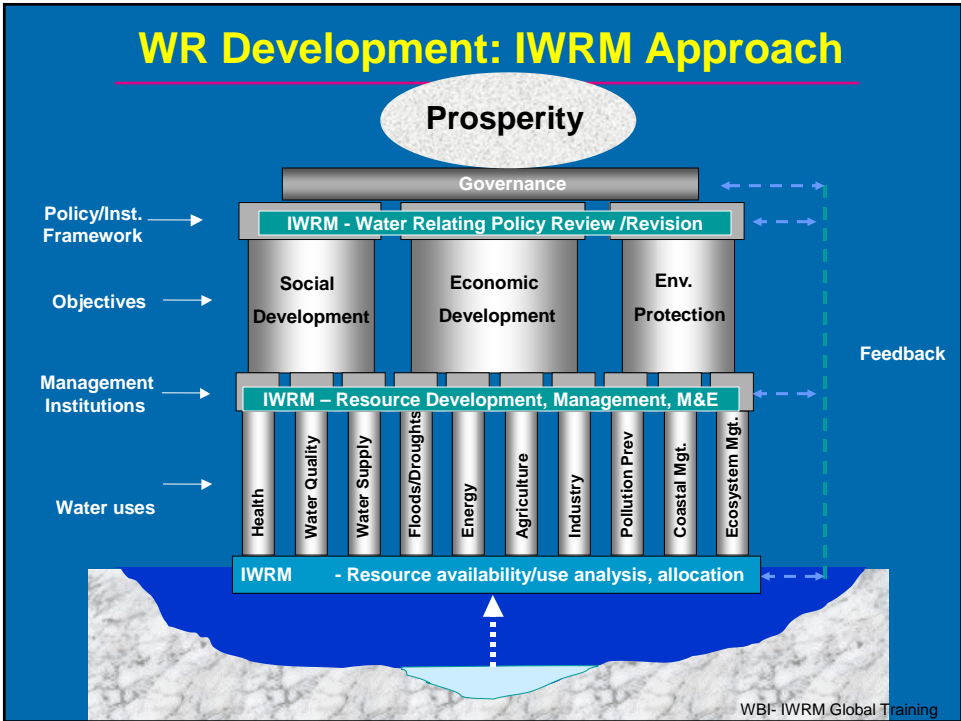 WR Development: IWRM Approach
Prosperity
Governance
Policy/Inst.
Framework
IWRM - Water Relating Policy Review /Revision
Objectives
Social
Development
Economic
Development
Env.
Protection
Feedback
Management
Institutions
IWRM – Resource Development, Management, M&E
Water uses
Health
Water Quality
Water Supply
Floods/Droughts
Energy
Agriculture
Industry
Pollution Prev
Coastal Mgt.
Ecosystem Mgt.
IWRM - Resource availability/use analysis, allocation
WBI- IWRM Global Training